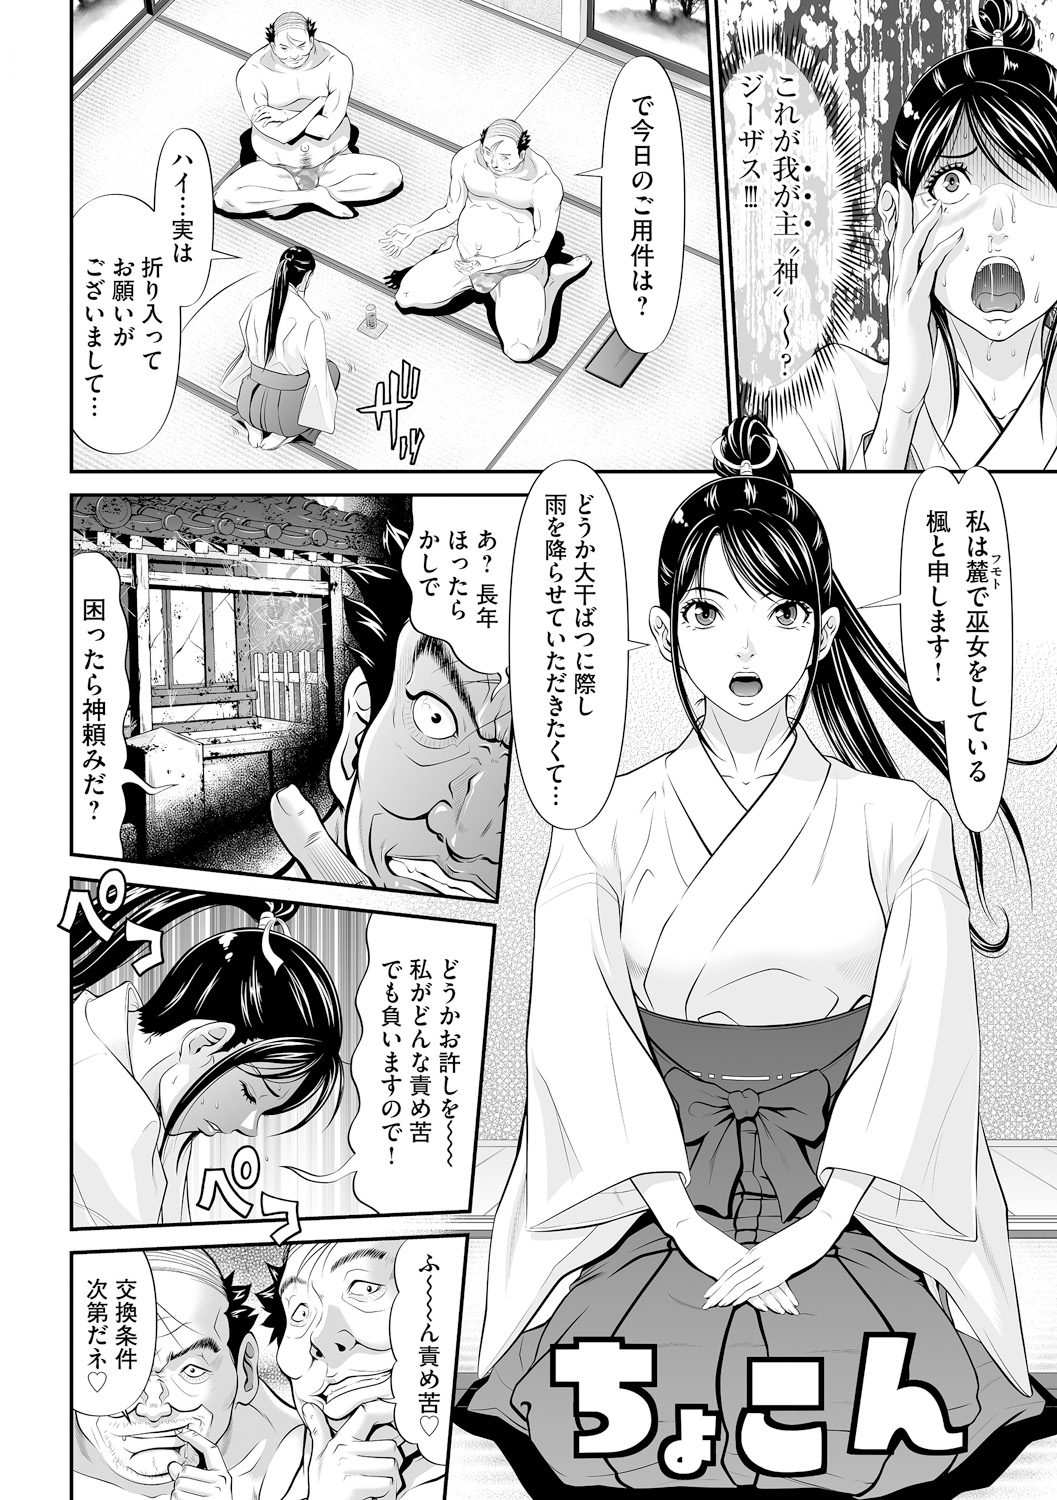 これが我が主〝神〟～～？
ジーザス!!!
で今日のご用件は？
ハイ…実は
折り入って
お願いが
ございまして…
ザザッ
私は麓で巫女をしている
フモト
楓と申します！
どうか大干ばつに際し
雨を降らせていただきたくて…
ちょこん
あ？長年
ほったら
かしで
困ったら神頼みだ？
ペコ
どうかお許しを～～～
私がどんな責め苦
でも負いますので！
ペコ
ふ～～～ん責め苦♡
交換条件
次第だネ♡